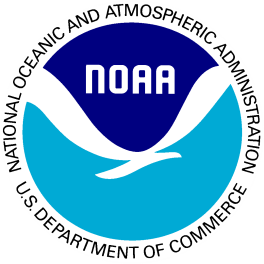 NATIONAL OCEANIC AND ATMOSPHERIC ADMINISTRATION
NOAA
U.S. DEPARTMENT OF COMMERCE